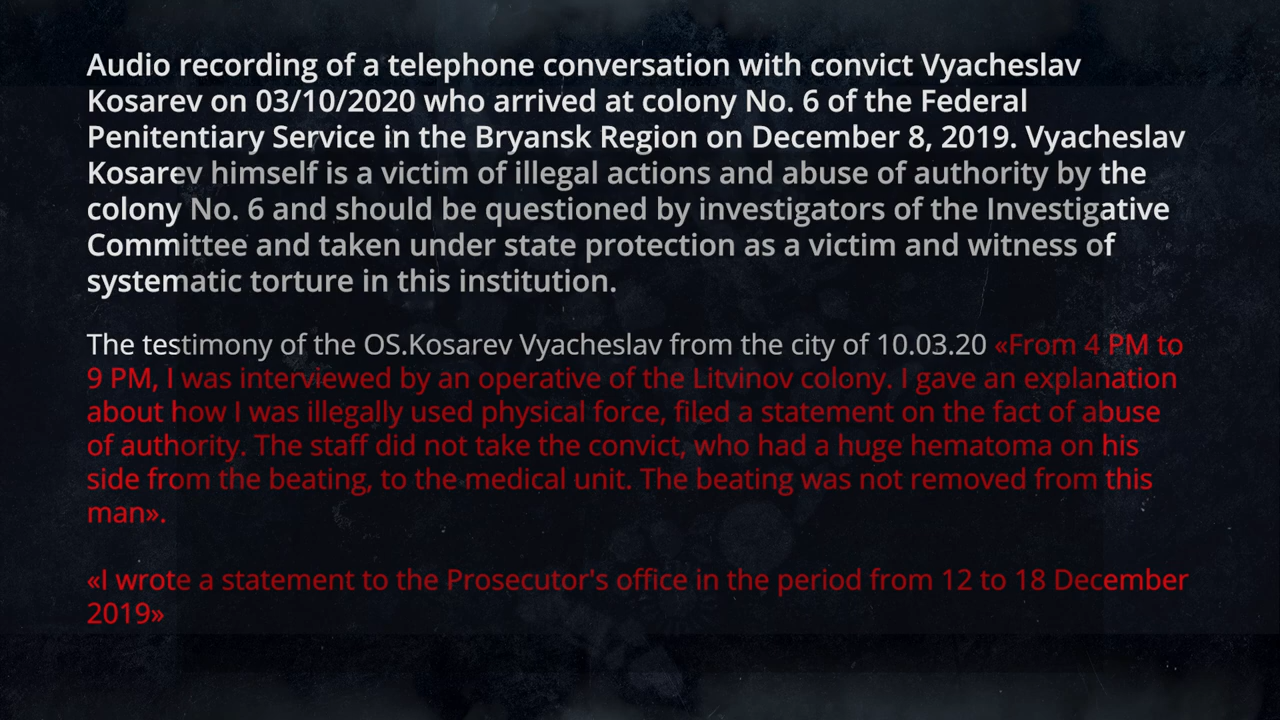 Audio recording of a telephone conversation with convict Vyacheslav
Kosarev on 03/10/2020 who arrived at colony No. 6 of the Federal
Penitentiary Service in the Bryansk Region on December 8, 2019. Vyacheslav
Kosarev himself is a victim of illegal actions and abuse of authority by the
colony No. 6 and should be questioned by investigators of the Investigative
Committee and taken under state protection as a victim and witness of
systematic torture in this institution.
The testimony of the OS.Kosarev Vyacheslav from the city of 10.03.20 «From 4 PM to
9 PM, I was interviewed by an operative of the Litvinov colony. I gave an explanation
about how I was illegally used physical force, filed a statement on the fact of abuse
of authority. The staff did not take the convict, who had a huge hematoma on his
side from the beating, to the medical unit. The beating was not removed from this
man».
«I wrote a statement to the Prosecutor's office in the period from 12 to 18 December
2019»